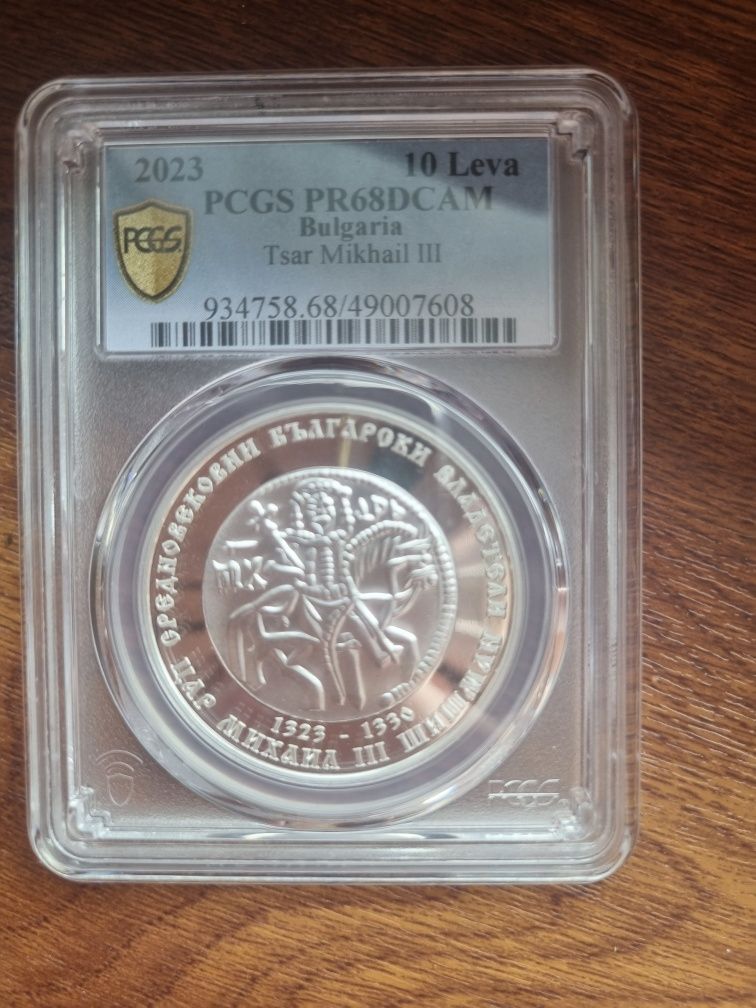 2023 10 Leva
PCGS PR68DCAM
PCGS Bulgaria
Tsar Mikhail III
934758.68/49007608
СРЕДНОВЕКОВНИ БЪЛГАРСКИ ВЛАДЕТЕЛИ
1323 - 1330
ЦАР МИХАИЛ III ШИШМАН
PCGS